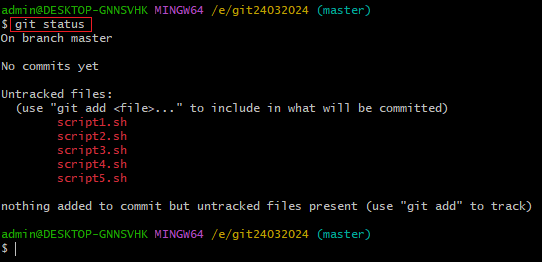 admin@DESKTOP-GNNSVHK MINGW64 /e/git24032024 (master)
$ git status
On branch master

No commits yet

Untracked files:
  (use "git add <file>..." to include in what will be committed)
        script1.sh
        script2.sh
        script3.sh
        script4.sh
        script5.sh

nothing added to commit but untracked files present (use "git add" to track)

admin@DESKTOP-GNNSVHK MINGW64 /e/git24032024 (master)
$